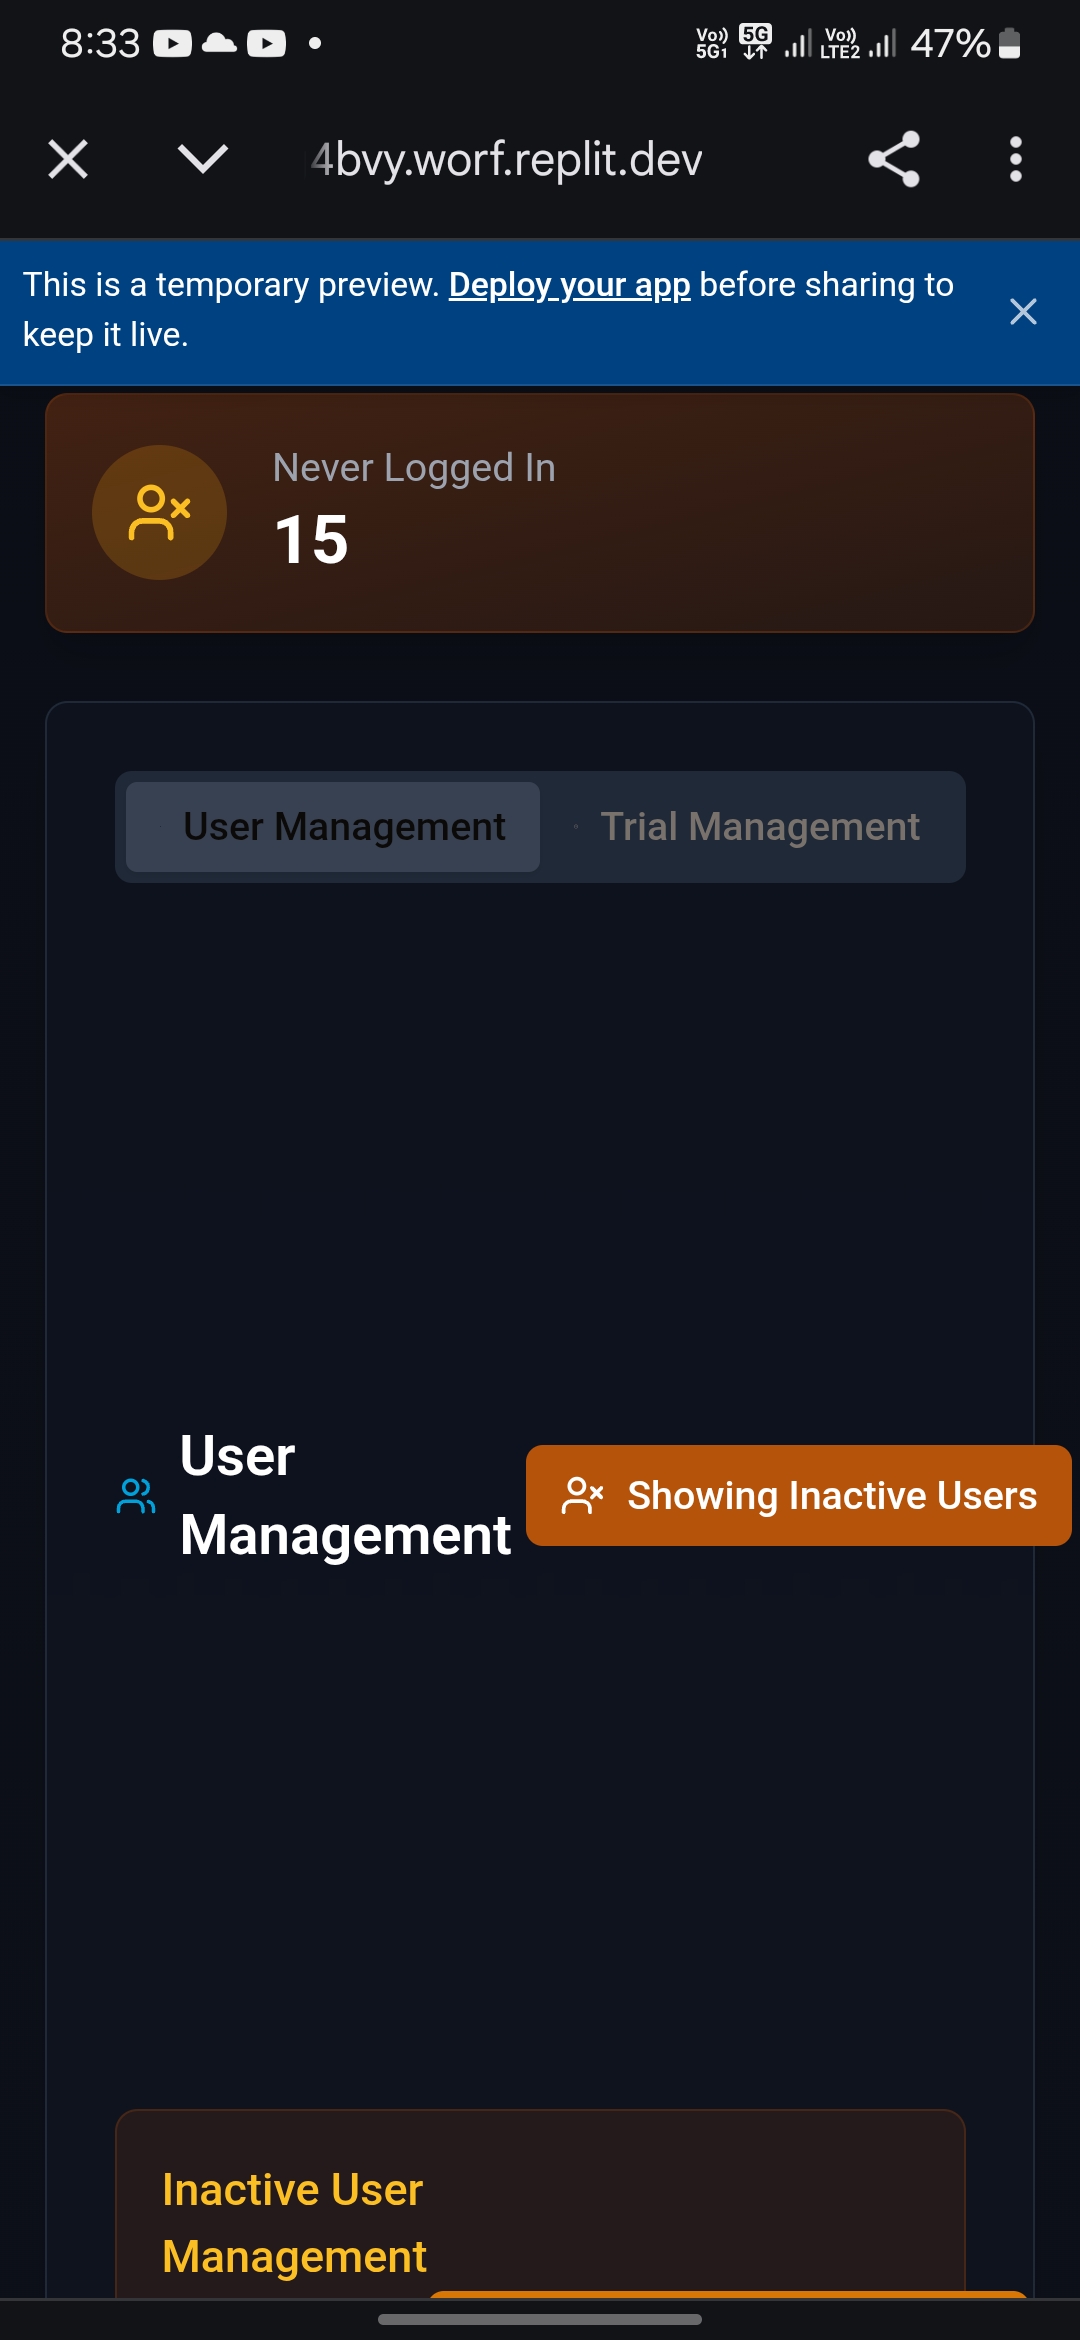 8:33
Vo)) 5G1 5G Vo)) LTE2 47%
4bvy.worf.replit.dev
This is a temporary preview. Deploy your app before sharing to
keep it live.
Never Logged In
15
User Management
Trial Management
User
Management
Showing Inactive Users
Inactive User
Management